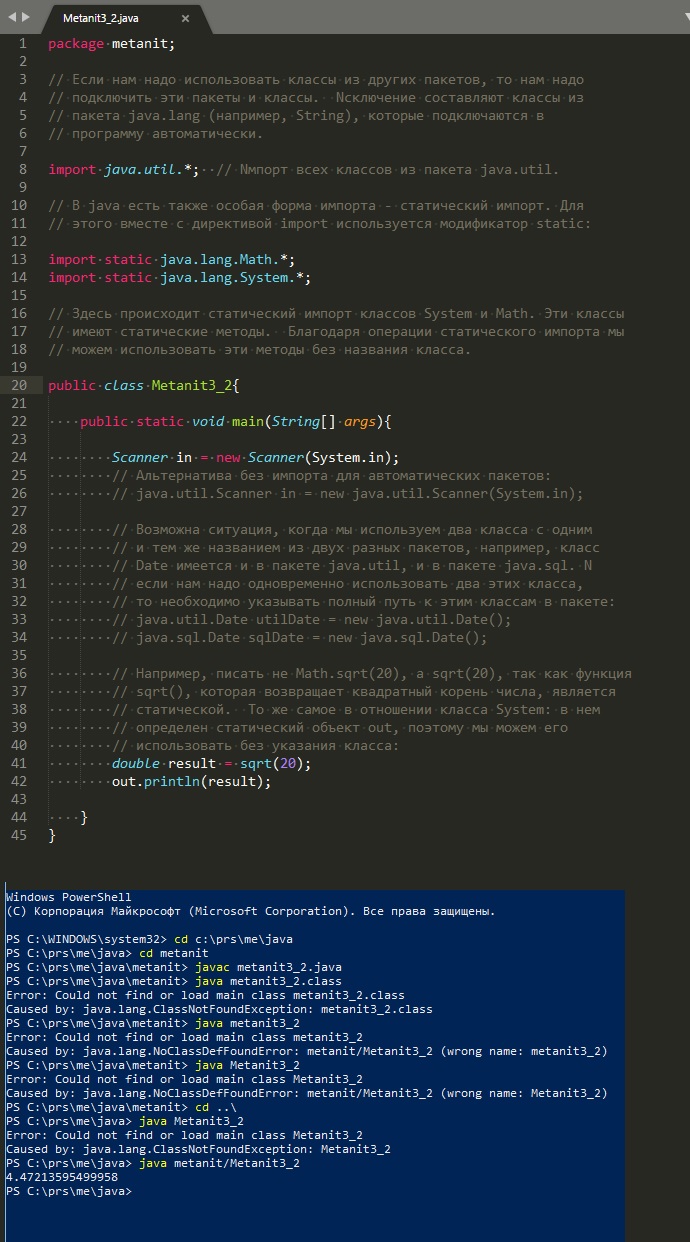 Metanit3_2.java ×
1 package metanit;
2
3 // Если нам надо использовать классы из других пакетов, то нам надо
4 // подключить эти пакеты и классы.  Nсключение составляют классы из
5 // пакета java.lang (например, String), которые подключаются в
6 // программу автоматически.
7
8 import java.util.*;  // Nмпорт всех классов из пакета java.util.
9
10 // В java есть также особая форма импорта - статический импорт. Для
11 // этого вместе с директивой import используется модификатор static:
12
13 import static java.lang.Math.*;
14 import static java.lang.System.*;
15
16 // Здесь происходит статический импорт классов System и Math. Эти классы
17 // имеют статические методы.  Благодаря операции статического импорта мы
18 // можем использовать эти методы без названия класса.
19
20 public class Metanit3_2{
21
22     public static void main(String[] args){
23
24         Scanner in = new Scanner(System.in);
25         // Альтернатива без импорта для автоматических пакетов:
26         // java.util.Scanner in = new java.util.Scanner(System.in);
27
28         // Возможна ситуация, когда мы используем два класса с одним
29         // и тем же названием из двух разных пакетов, например, класс
30         // Date имеется и в пакете java.util, и в пакете java.sql. N
31         // если нам надо одновременно использовать два этих класса,
32         // то необходимо указывать полный путь к этим классам в пакете:
33         // java.util.Date utilDate = new java.util.Date();
34         // java.sql.Date sqlDate = new java.sql.Date();
35
36         // Например, писать не Math.sqrt(20), а sqrt(20), так как функция
37         // sqrt(), которая возвращает квадратный корень числа, является
38         // статической.  То же самое в отношении класса System: в нем
39         // определен статический объект out, поэтому мы можем его
40         // использовать без указания класса:
41         double result = sqrt(20);
42         out.println(result);
43
44     }
45 }
Windows PowerShell
(C) Корпорация Майкрософт (Microsoft Corporation). Все права защищены.
PS C:\WINDOWS\system32> cd c:\prs\me\java
PS C:\prs\me\java> cd metanit
PS C:\prs\me\java\metanit> javac metanit3_2.java
PS C:\prs\me\java\metanit> java metanit3_2.class
Error: Could not find or load main class metanit3_2.class
Caused by: java.lang.ClassNotFoundException: metanit3_2.class
PS C:\prs\me\java\metanit> java metanit3_2
Error: Could not find or load main class metanit3_2
Caused by: java.lang.NoClassDefFoundError: metanit/Metanit3_2 (wrong name: metanit3_2)
PS C:\prs\me\java\metanit> java Metanit3_2
Error: Could not find or load main class Metanit3_2
Caused by: java.lang.NoClassDefFoundError: metanit/Metanit3_2 (wrong name: Metanit3_2)
PS C:\prs\me\java\metanit> cd ..\
PS C:\prs\me\java> java Metanit3_2
Error: Could not find or load main class Metanit3_2
Caused by: java.lang.ClassNotFoundException: Metanit3_2
PS C:\prs\me\java> java metanit/Metanit3_2
4.47213595499958
PS C:\prs\me\java>